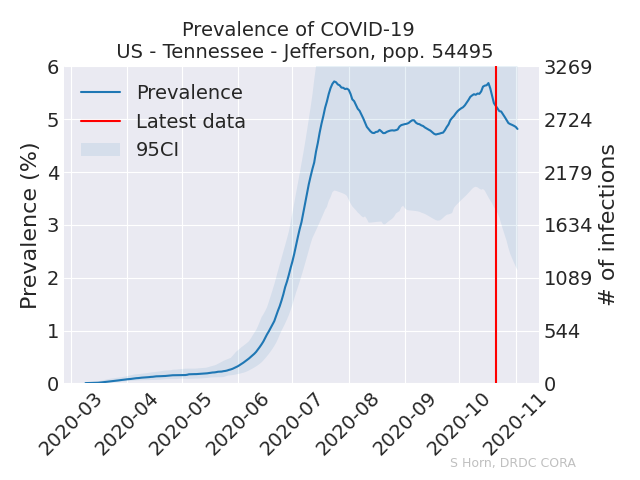 Prevalence of COVID-19
US - Tennessee - Jefferson, pop. 54495
Prevalence
Latest data
95CI
Prevalence (%)
6
5
4
3
2
1
0
3269
2724
2179
1634
1089
544
0
# of infections
2020-03
2020-04
2020-05
2020-06
2020-07
2020-08
2020-09
2020-10
2020-11
S Horn, DRDC CORA